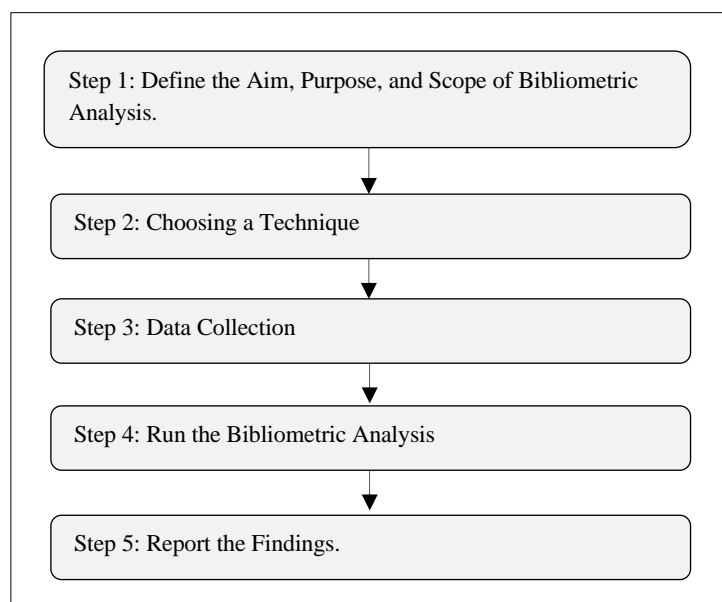 Step 1: Define the Aim, Purpose, and Scope of Bibliometric
Analysis.
Step 2: Choosing a Technique
Step 3: Data Collection
Step 4: Run the Bibliometric Analysis
Step 5: Report the Findings.